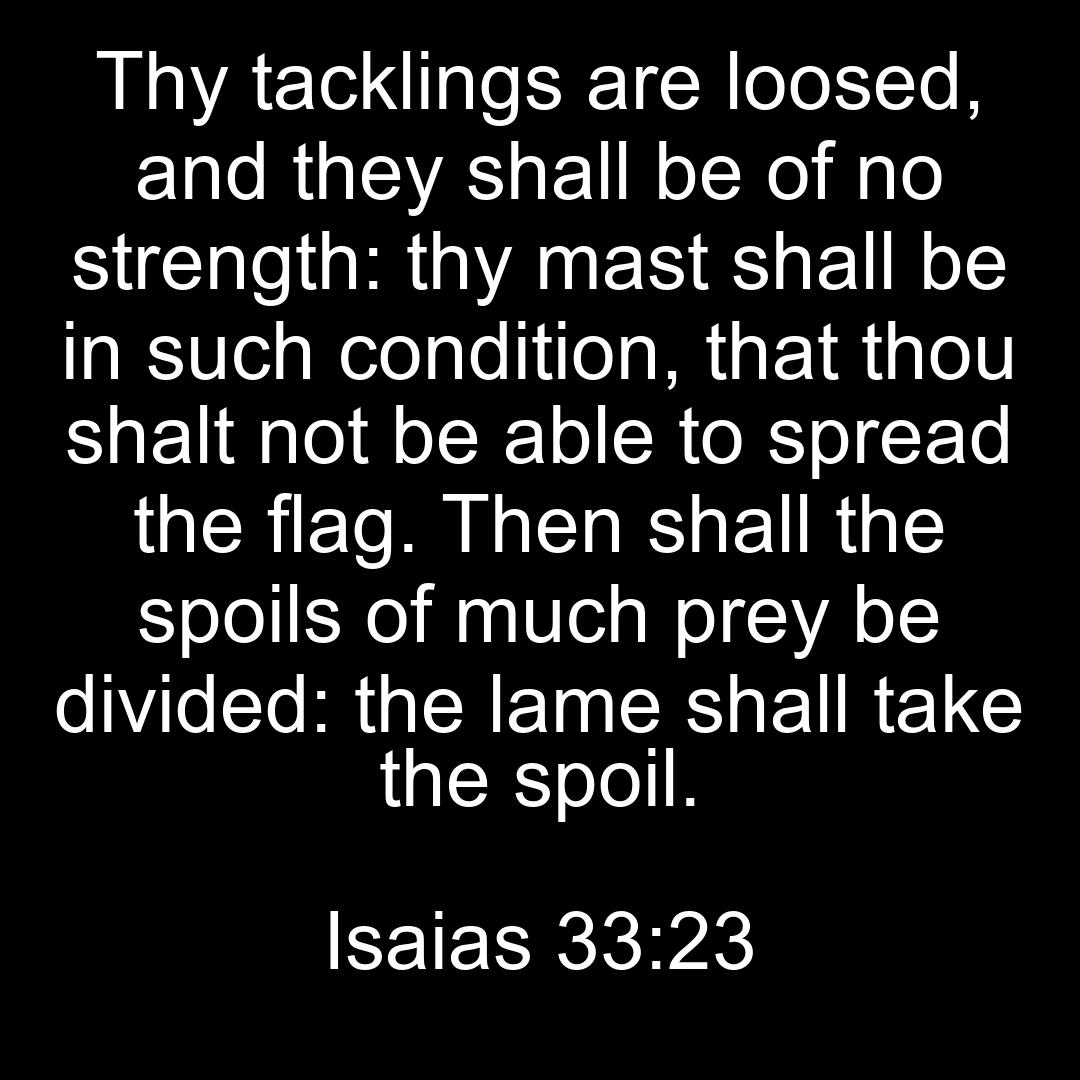 Thy tacklings are loosed,
and they shall be of no
strength: thy mast shall be
in such condition, that thou
shalt not be able to spread
the flag. Then shall the
spoils of much prey be
divided: the lame shall take
the spoil.
Isaias 33:23